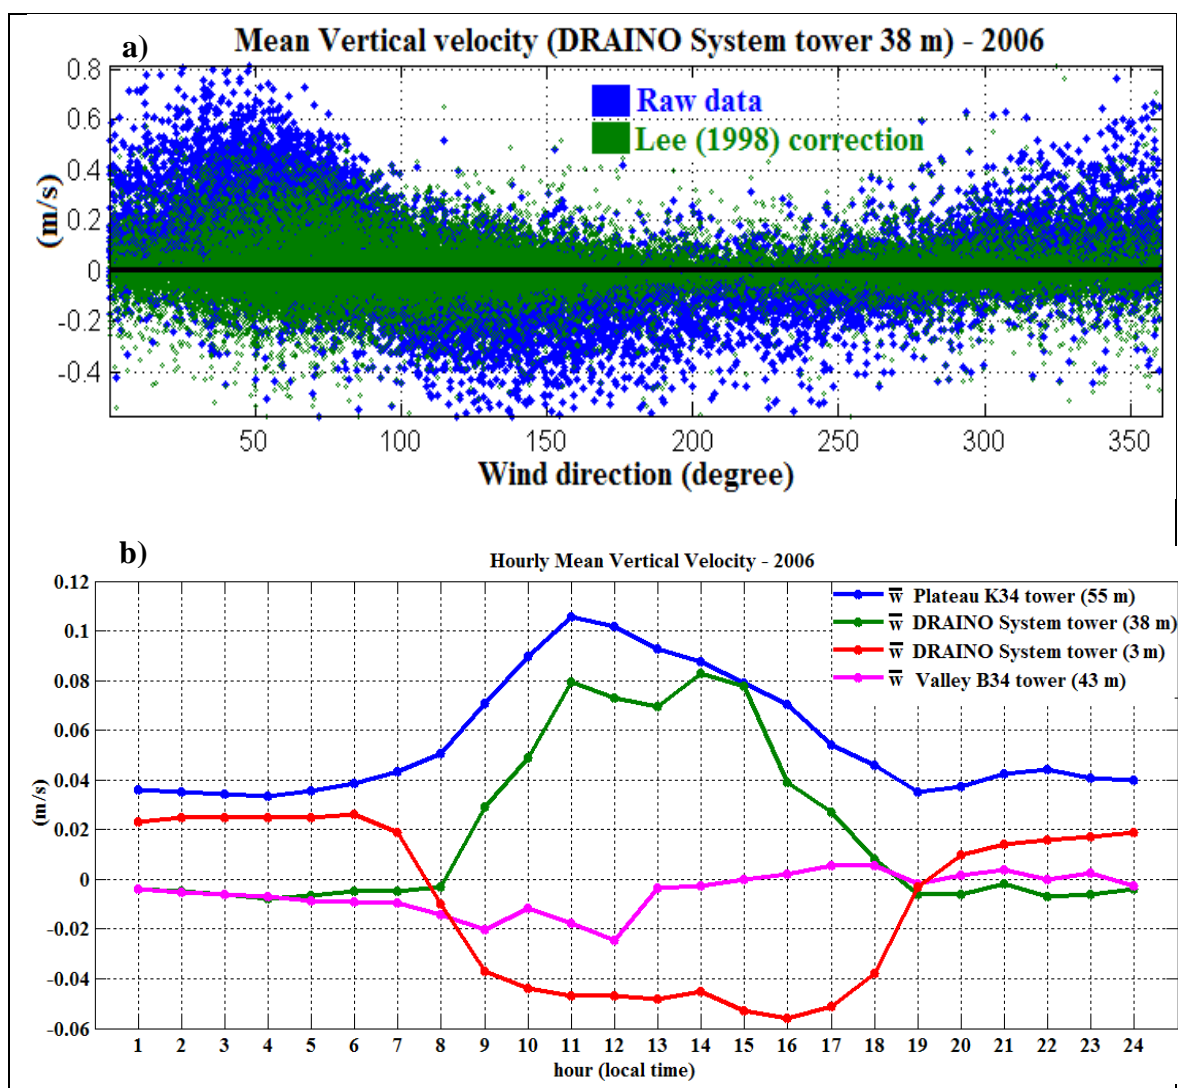 a)
Mean Vertical velocity (DRAINO System tower 38 m) - 2006
Raw data
Lee (1998) correction
(m/s)
0.8
0.6
0.4
0.2
0
-0.2
-0.4
50 100 150 200 250 300 350
Wind direction (degree)
b)
Hourly Mean Vertical Velocity - 2006
w̅ Plateau K34 tower (55 m)
w̅ DRAINO System tower (38 m)
w̅ DRAINO System tower (3 m)
w̅ Valley B34 tower (43 m)
(m/s)
0.12
0.1
0.08
0.06
0.04
0.02
0
-0.02
-0.04
-0.06
1 2 3 4 5 6 7 8 9 10 11 12 13 14 15 16 17 18 19 20 21 22 23 24
hour (local time)